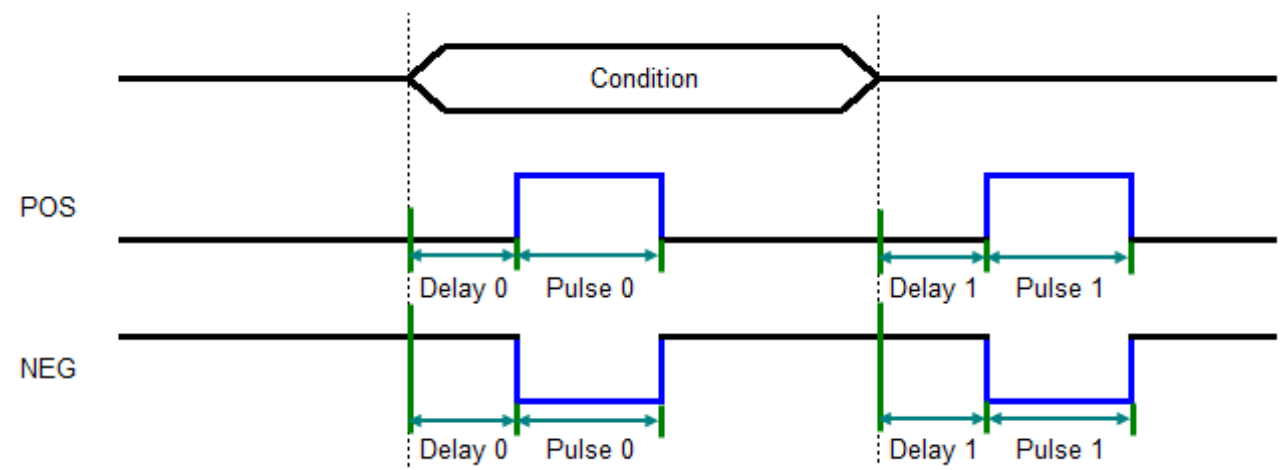 Condition
POS
Delay 0 Pulse 0 Delay 1 Pulse 1
NEG
Delay 0 Pulse 0 Delay 1 Pulse 1